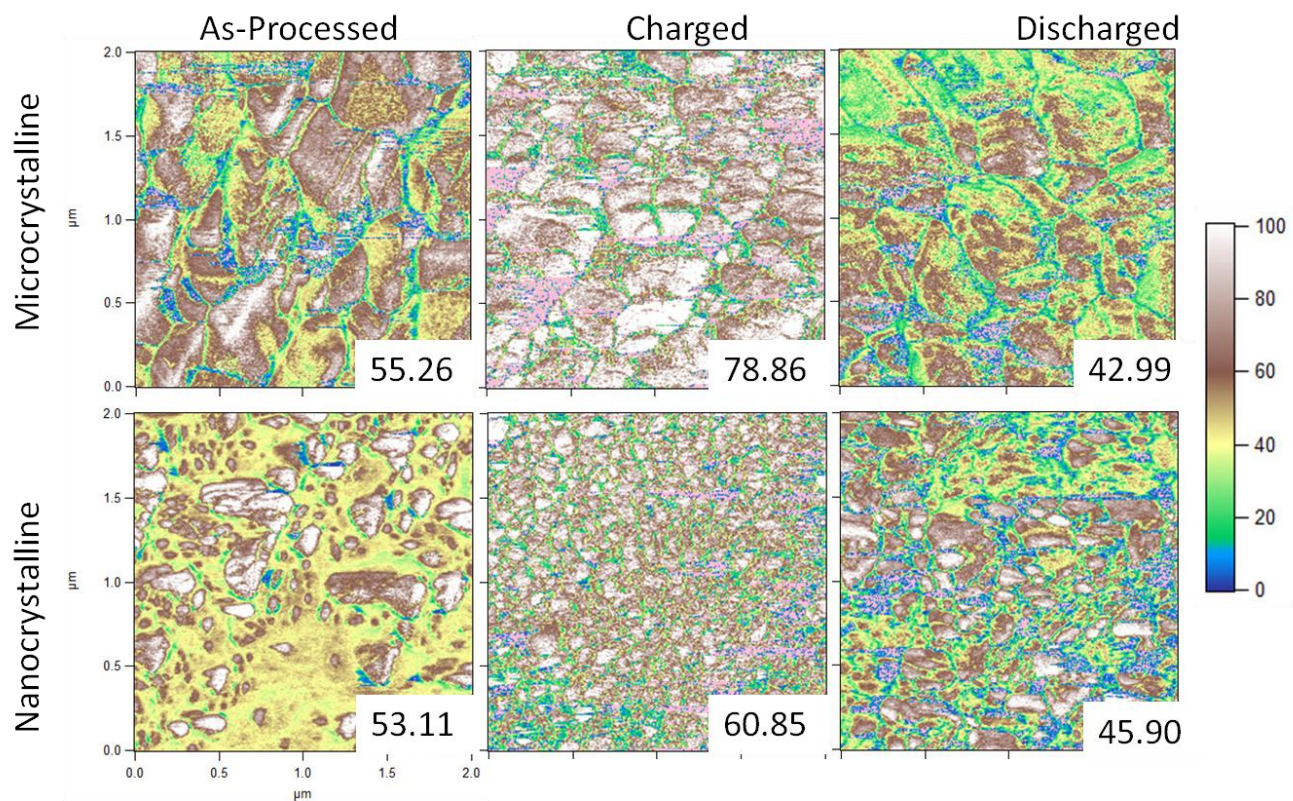 As-Processed Charged Discharged
Microcrystalline
2.0
1.5
1.0
0.5
0.0
µm
55.26 78.86 42.99
100
80
60
40
20
0
Nanocrystalline
2.0
1.5
1.0
0.5
0.0
µm
53.11 60.85 45.90
0.0 0.5 1.0 1.5 2.0
µm